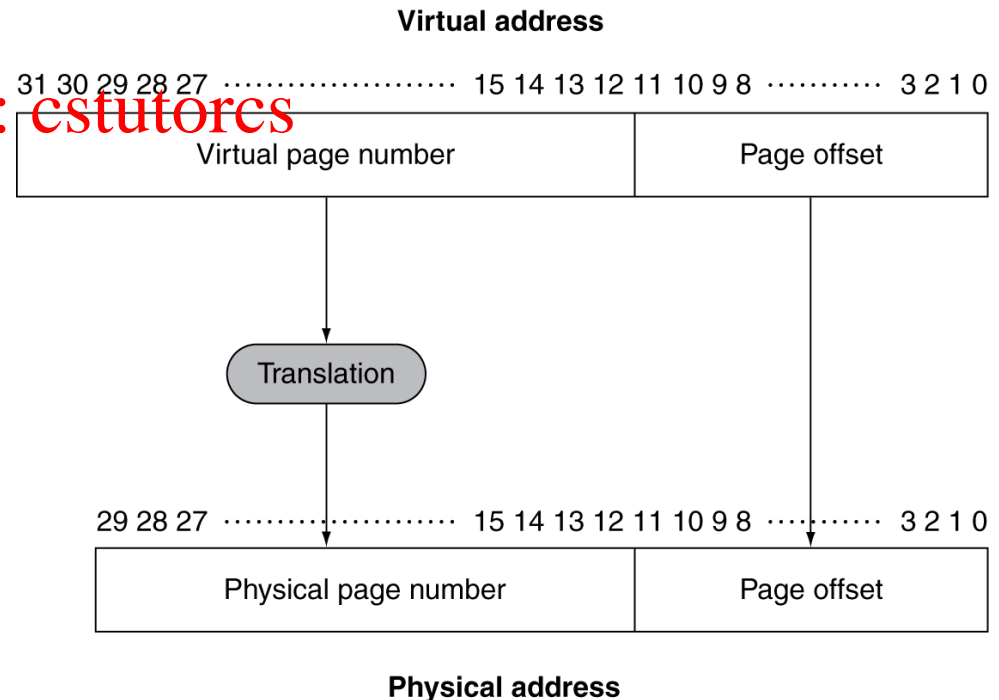 Virtual address
31 30 29 28 27 ····················· 15 14 13 12 11 10 9 8 ··········· 3 2 1 0
: cstutorcs
Virtual page number Page offset
Translation
29 28 27 ····················· 15 14 13 12 11 10 9 8 ··········· 3 2 1 0
Physical page number Page offset
Physical address